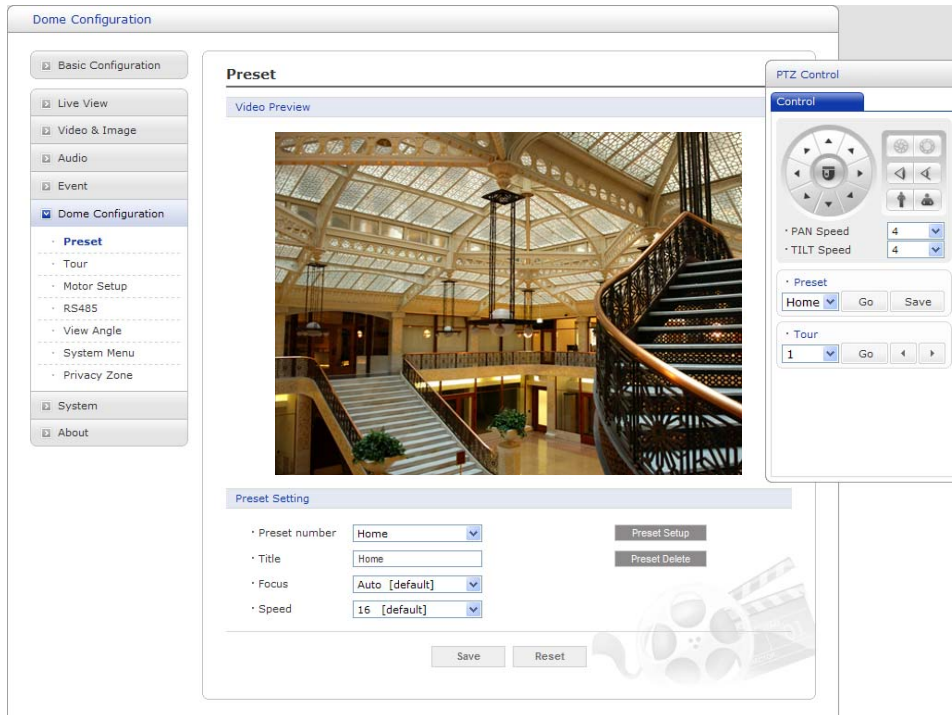 Dome Configuration
Basic Configuration
Live View
Video & Image
Audio
Event
Dome Configuration
Preset
Tour
Motor Setup
RS485
View Angle
System Menu
Privacy Zone
System
About
Preset
Video Preview
Preset Setting
Preset number
Home
Preset Setup
Title
Home
Preset Delete
Focus
Auto [default]
Speed
16 [default]
Save
Reset
PTZ Control
Control
PAN Speed
4
TILT Speed
4
Preset
Home
Go
Save
Tour
1
Go